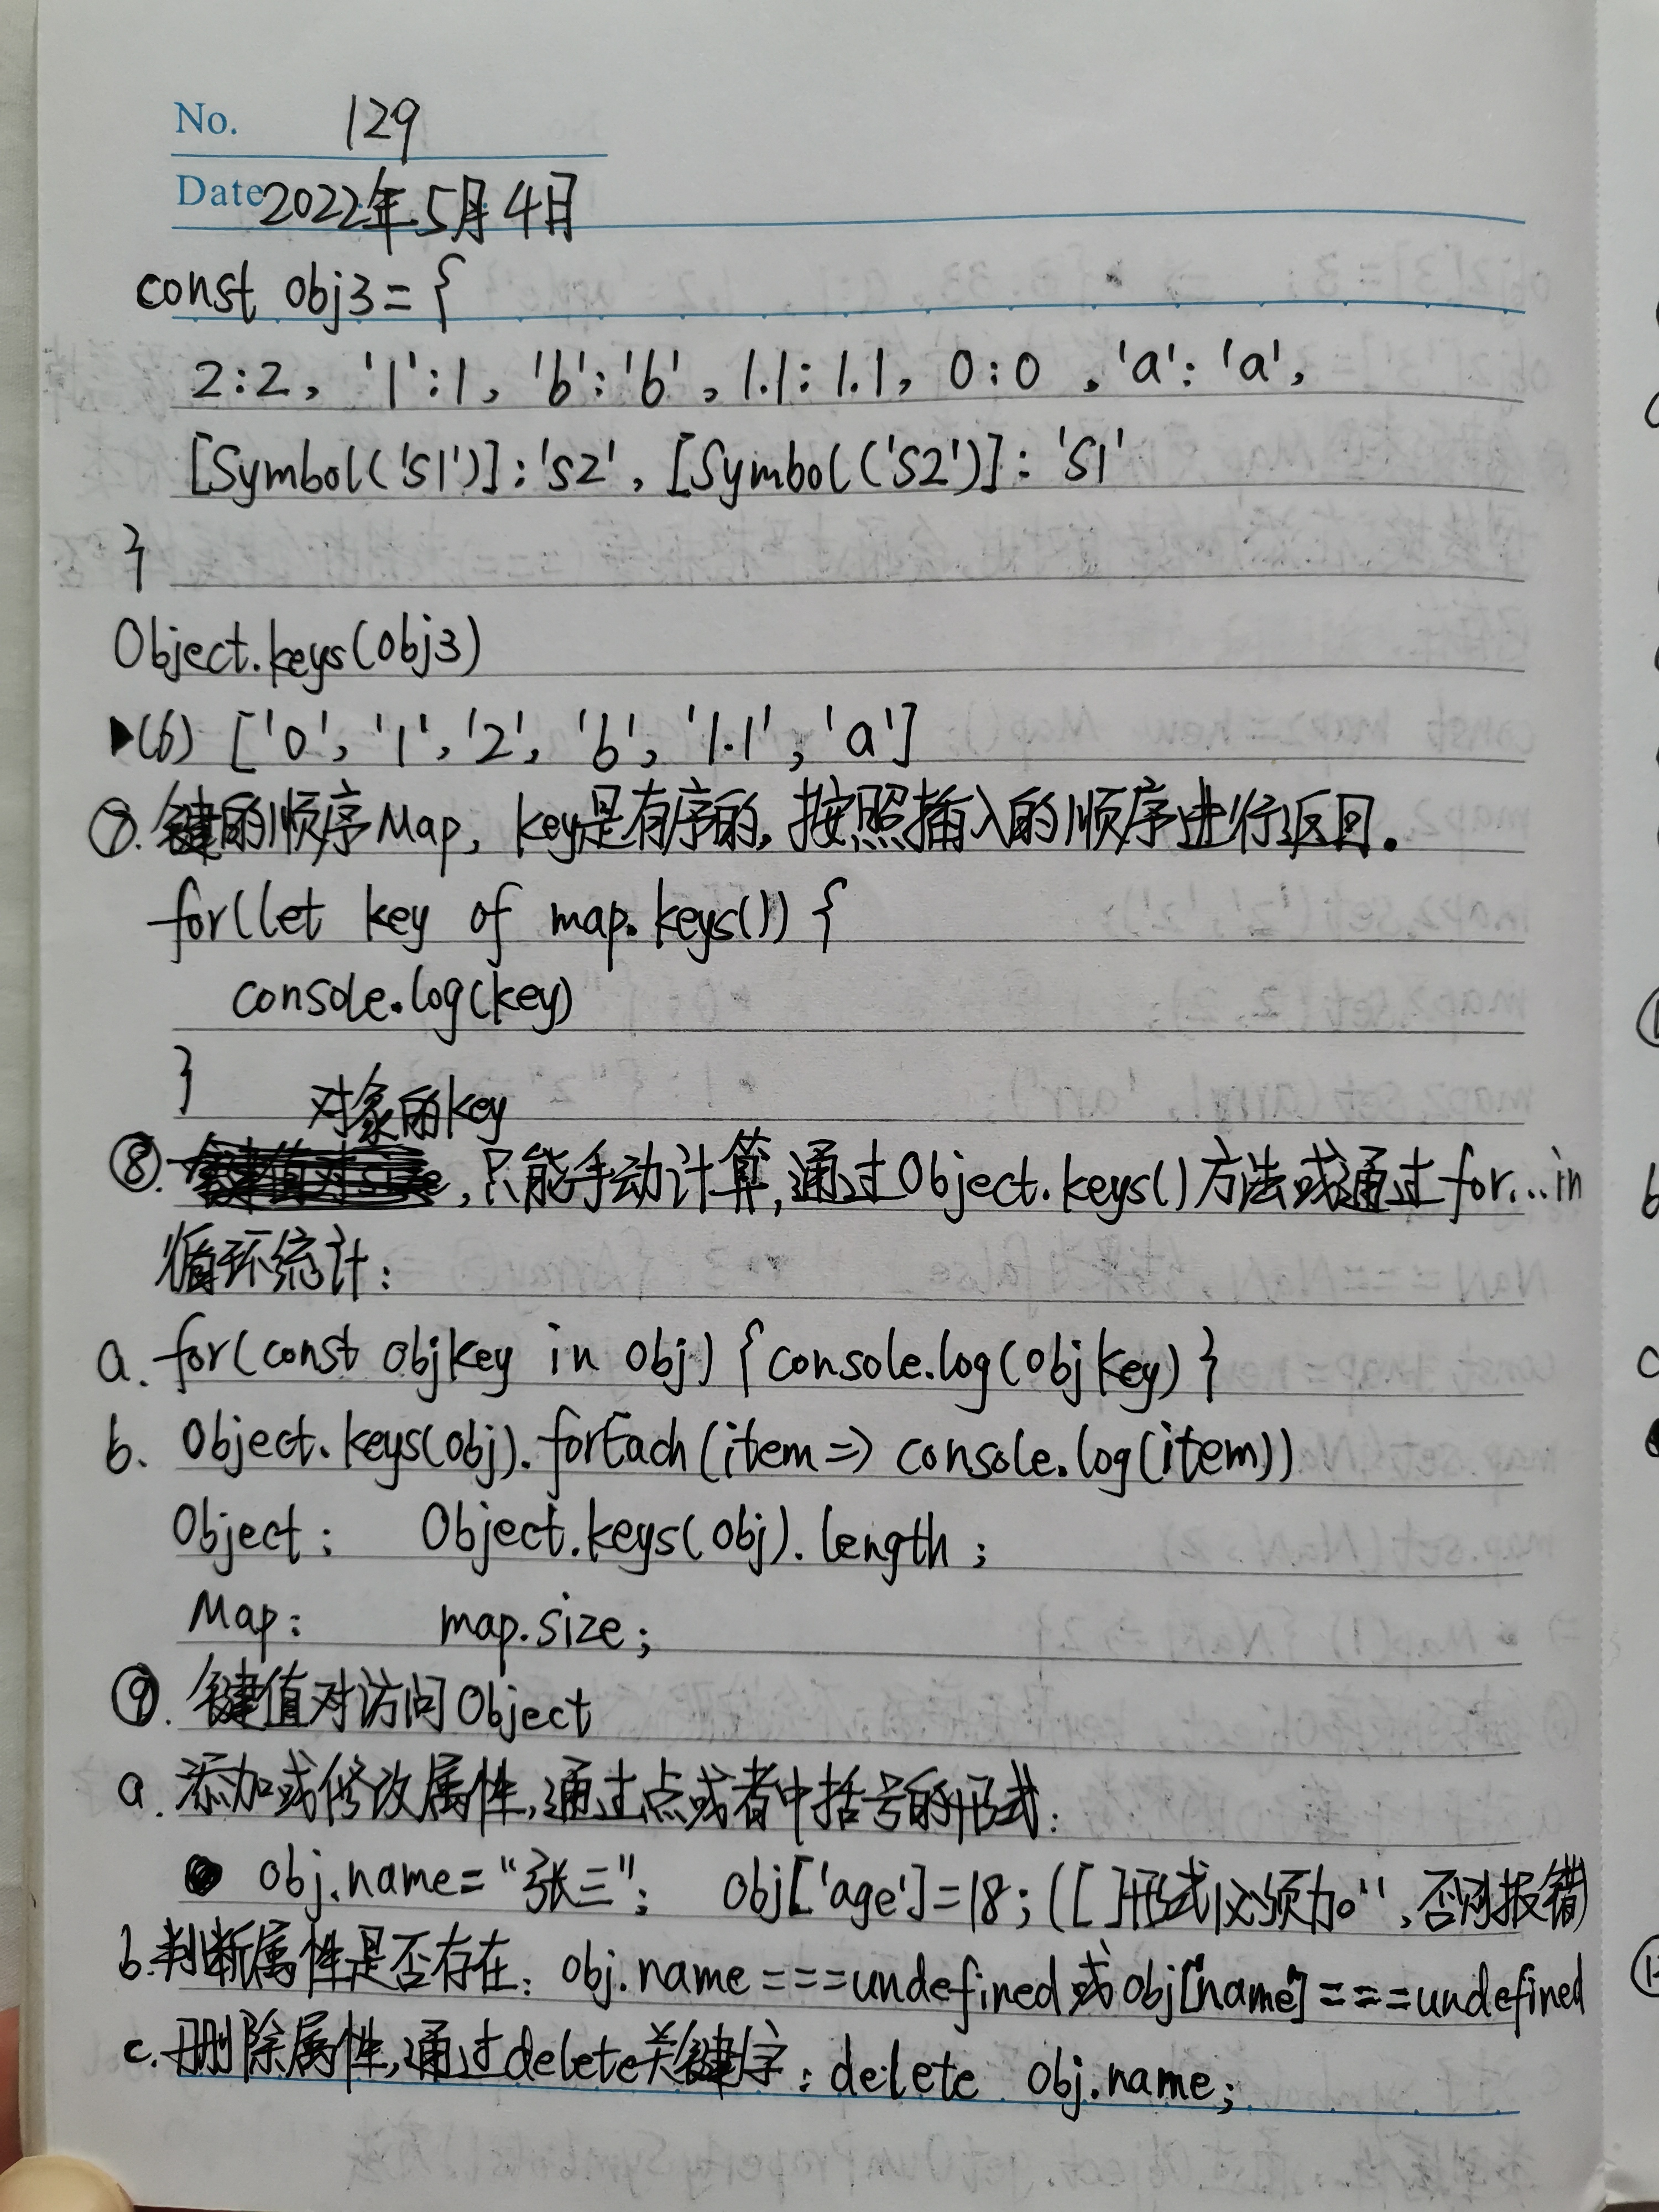 No. 129
Date 2022年5月4日
const obj3={
2:2, '1':1, 'b':'b', 1.1:1.1, 0:0 , 'a': 'a',
[Symbol('S1')]:'S2', [Symbol('S2')]: 'S1'
}
Object.keys(obj3)
▶(6) ['0', '1', '2', 'b', '1.1', 'a']
⑦. 键的顺序Map, key是有序的,按照插入的顺序进行返回.
for(let key of map.keys()) {
console.log(key)
}
对象的key
⑧. ,只能手动计算,通过Object.keys()方法或通过for...in
循环统计:
a. for(const objkey in obj) {console.log(objkey)}
b. Object.keys(obj).forEach(item=> console.log(item))
Object: Object.keys(obj).length;
Map: map.size;
⑨. 键值对访问Object
a. 添加或修改属性,通过点或者中括号的形式:
● obj.name="张三"; obj['age']=18; ([ ]形式必须加'', 否则报错)
b.判断属性是否存在: obj.name===undefined或obj["name"]===undefined
c.删除属性,通过delete关键字: delete obj.name;